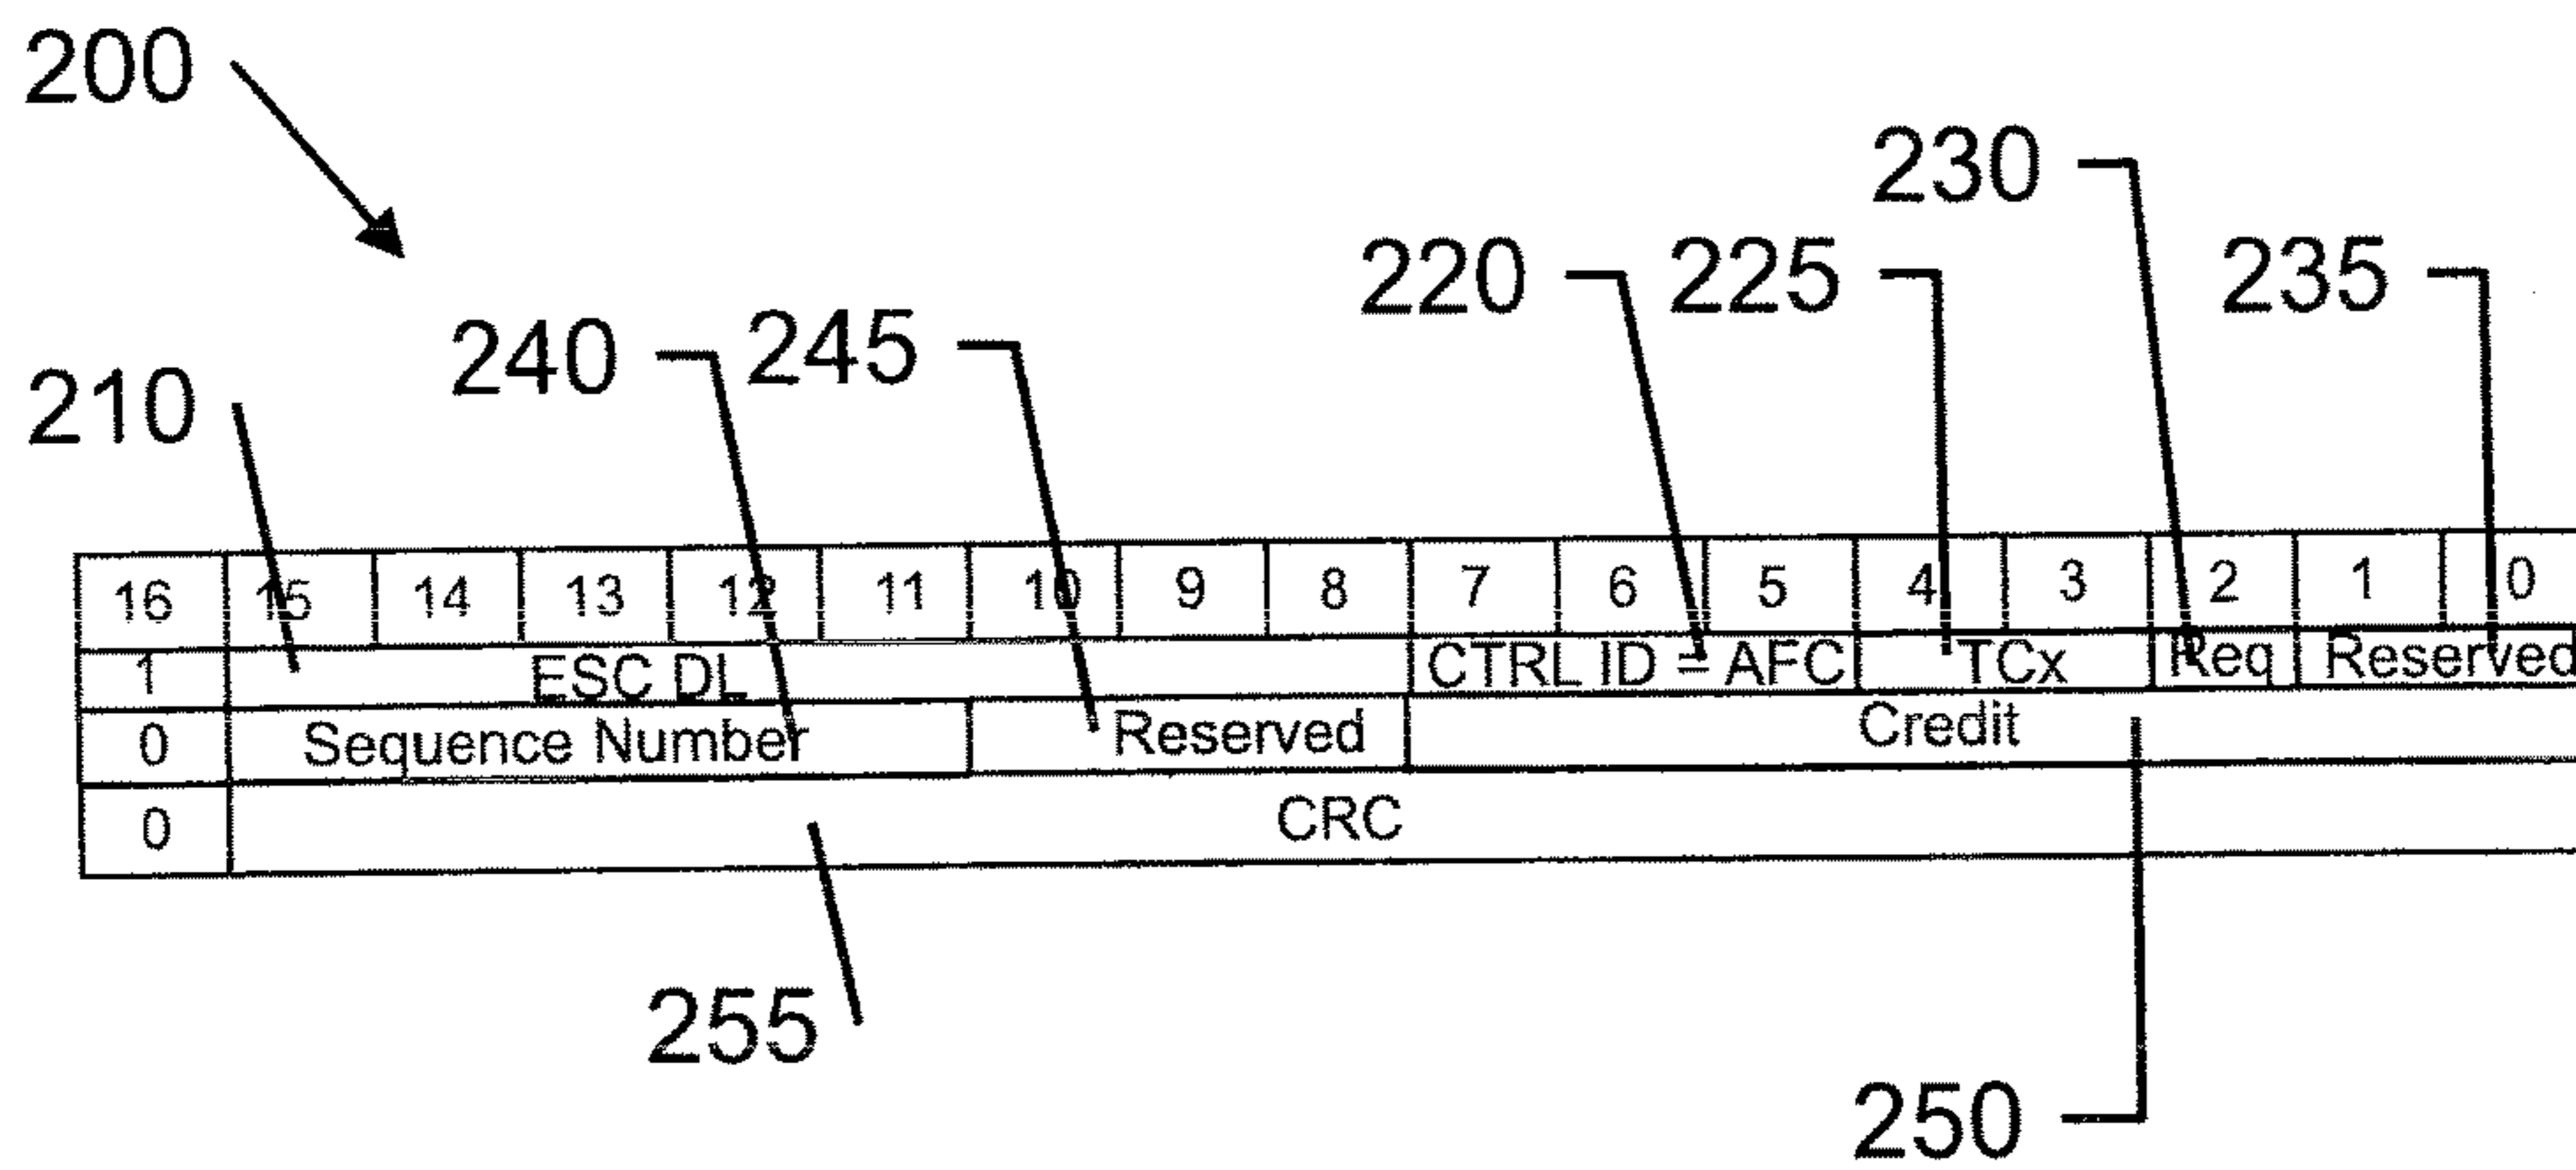 200
230
220 225 235
240 245
210
16 15 14 13 12 11 10 9 8 7 6 5 4 3 2 1 0
1 ESC DL CTRL ID = AFC TCx Req Reserved
0 Sequence Number Reserved Credit
0 CRC
255
250